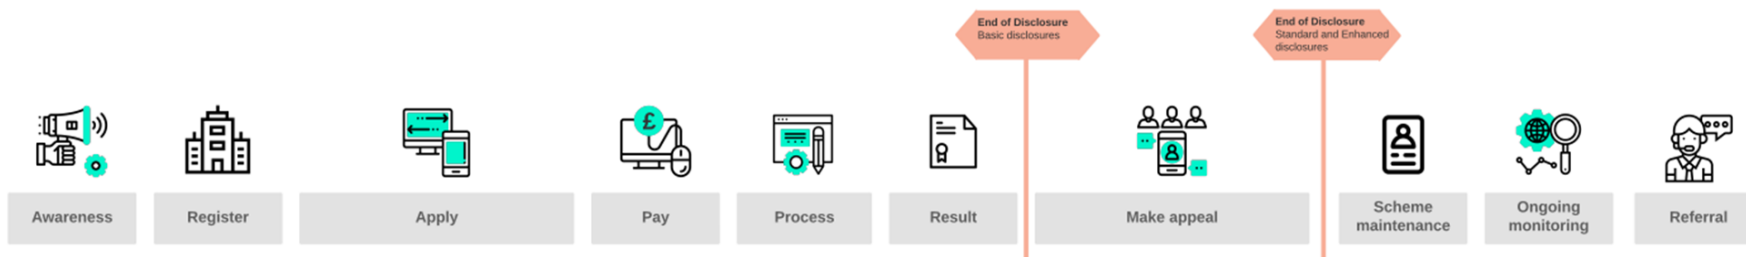 End of Disclosure
Basic disclosures
End of Disclosure
Standard and Enhanced
disclosures
£
Awareness
Register
Apply
Pay
Process
Result
Make appeal
Scheme
maintenance
Ongoing
monitoring
Referral